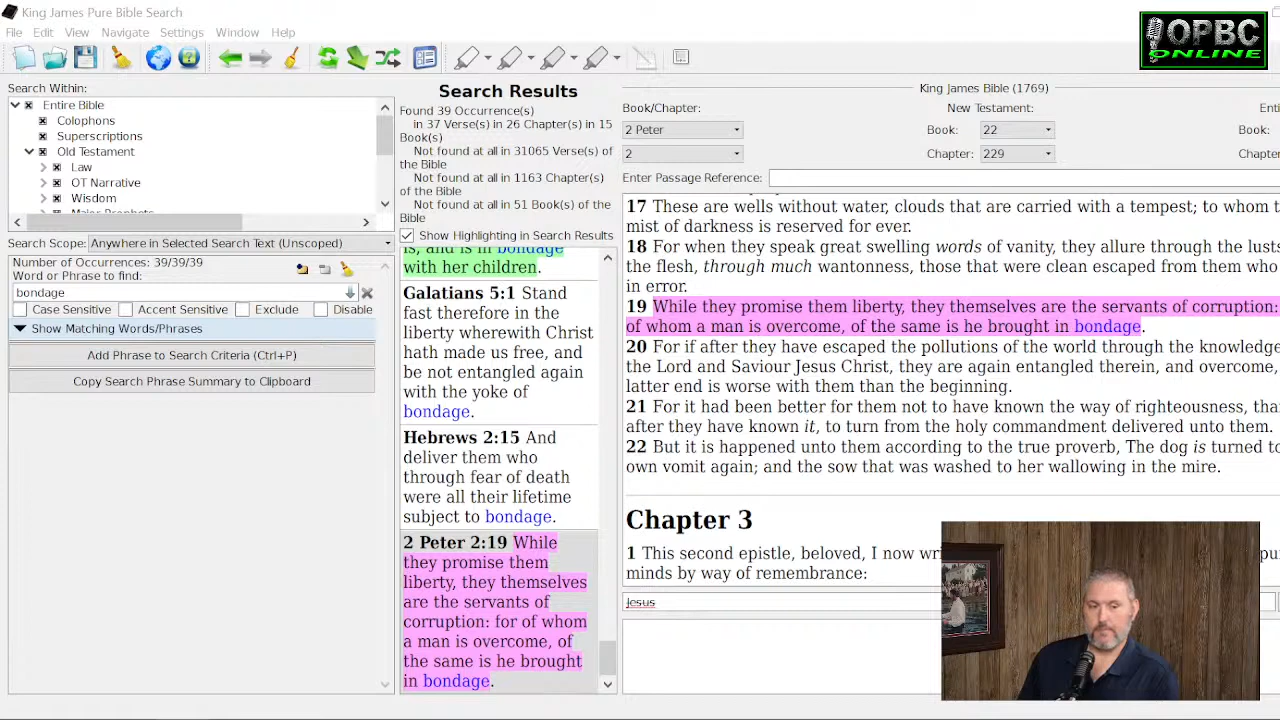 King James Pure Bible Search
File Edit View Navigate Settings Window Help
OPBC
ONLINE
Search Within:
Entire Bible
Colophons
Superscriptions
Old Testament
Law
OT Narrative
Wisdom
Major Prophets
Search Scope: Anywhere in Selected Search Text (Unscoped)
Number of Occurrences: 39/39/39
Word or Phrase to find:
bondage
Case Sensitive Accent Sensitive Exclude Disable
Show Matching Words/Phrases
Add Phrase to Search Criteria (Ctrl+P)
Copy Search Phrase Summary to Clipboard
Search Results
Found 39 Occurrence(s)
in 37 Verse(s) in 26 Chapter(s) in 15
Book(s)
Not found at all in 31065 Verse(s) of
the Bible
Not found at all in 1163 Chapter(s)
of the Bible
Not found at all in 51 Book(s) of the
Bible
Show Highlighting in Search Results
is, and is in bondage
with her children.
Galatians 5:1 Stand
fast therefore in the
liberty wherewith Christ
hath made us free, and
be not entangled again
with the yoke of
bondage.
Hebrews 2:15 And
deliver them who
through fear of death
were all their lifetime
subject to bondage.
2 Peter 2:19 While
they promise them
liberty, they themselves
are the servants of
corruption: for of whom
a man is overcome, of
the same is he brought
in bondage.
King James Bible (1769)
Book/Chapter: New Testament:
2 Peter Book: 22 Book:
2 Chapter: 229
Enter Passage Reference:
17 These are wells without water, clouds that are carried with a tempest; to whom
mist of darkness is reserved for ever.
18 For when they speak great swelling words of vanity, they allure through the lusts
the flesh, through much wantonness, those that were clean escaped from them who
in error.
19 While they promise them liberty, they themselves are the servants of corruption:
of whom a man is overcome, of the same is he brought in bondage.
20 For if after they have escaped the pollutions of the world through the knowledge
the Lord and Saviour Jesus Christ, they are again entangled therein, and overcome,
latter end is worse with them than the beginning.
21 For it had been better for them not to have known the way of righteousness,
after they have known it, to turn from the holy commandment delivered unto them.
22 But it is happened unto them according to the true proverb, The dog is turned to
own vomit again; and the sow that was washed to her wallowing in the mire.
Chapter 3
1 This second epistle, beloved, I now
minds by way of remembrance:
Jesus